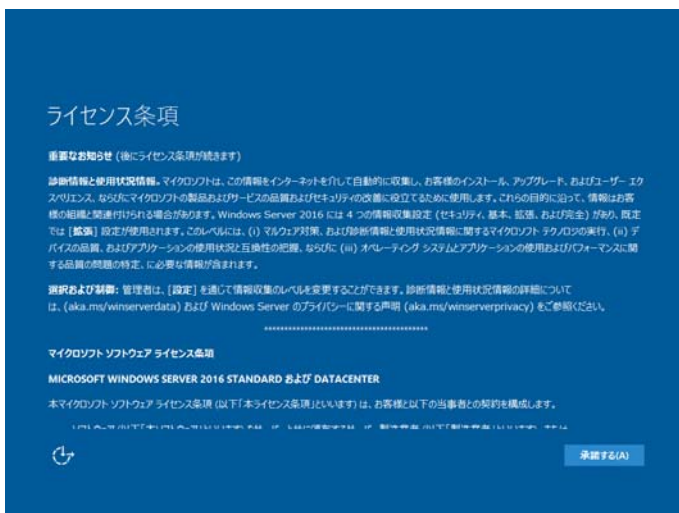 ライセンス条項
重要なお知らせ (後にライセンス条項が続きます)
診断情報と使用状況情報。マイクロソフトは、この情報をインターネットを介して自動的に収集し、お客様のインストール、アップグレード、およびユーザー エク
スペリエンス、ならびにマイクロソフトの製品およびサービスの品質およびセキュリティの改善に役立てるために使用します。これらの目的に沿って、情報はお客
様の組織と関連付けられる場合があります。Windows Server 2016 には 4 つの情報収集設定 (セキュリティ、基本、拡張、および完全) があり、既定
では [拡張] 設定が使用されます。このレベルには、(i) マルウェア対策、および診断情報と使用状況情報に関するマイクロソフト テクノロジの実行、(ii) デ
バイスの品質、およびアプリケーションの使用状況と互換性の把握、ならびに (iii) オペレーティング システムとアプリケーションの使用およびパフォーマンスに関
する品質の問題の特定、に必要な情報が含まれます。
選択および制御: 管理者は、[設定] を通じて情報収集のレベルを変更することができます。診断情報と使用状況情報の詳細について
は、(aka.ms/winserverdata) および Windows Server のプライバシーに関する声明 (aka.ms/winserverprivacy) をご参照ください。
マイクロソフト ソフトウェア ライセンス条項
MICROSOFT WINDOWS SERVER 2016 STANDARD および DATACENTER
本マイクロソフト ソフトウェア ライセンス条項 (以下「本ライセンス条項」といいます) は、お客様と以下の当事者との契約を構成します。
承諾する(A)